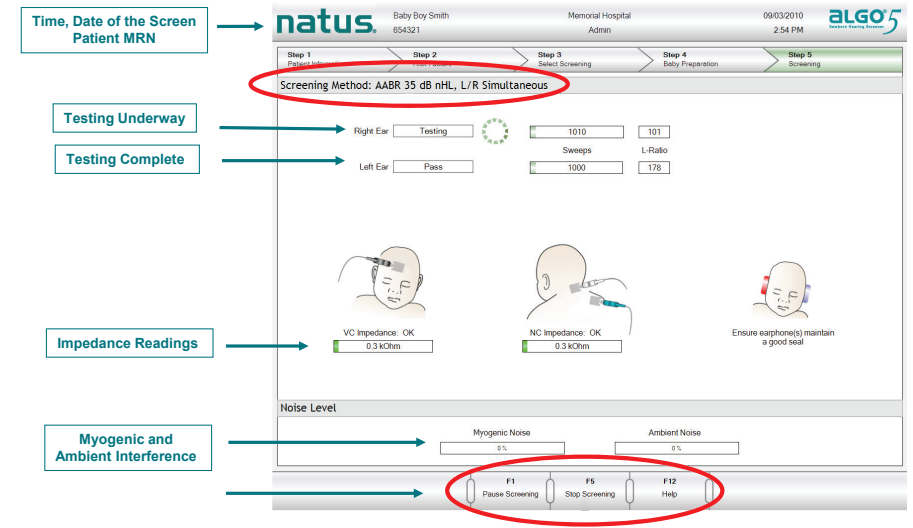 Time, Date of the Screen
Patient MRN
natus.
Baby Boy Smith
654321
Memorial Hospital
Admin
09/03/2010
2:54 PM
aLGO 5
Newborn Hearing Screener
Step 1
Patient Information
Step 2
Step 3
Select Screening
Step 4
Baby Preparation
Step 5
Screening
Screening Method: AABR 35 dB nHL, L/R Simultaneous
Testing Underway
Right Ear Testing 1010 101
Sweeps L-Ratio
Testing Complete
Left Ear Pass 1000 178
VC Impedance: OK
0.3 kOhm
NC Impedance: OK
0.3 kOhm
Ensure earphone(s) maintain
a good seal
Impedance Readings
Noise Level
Myogenic and
Ambient Interference
Myogenic Noise
0 %
Ambient Noise
0 %
F1
Pause Screening
F5
Stop Screening
F12
Help